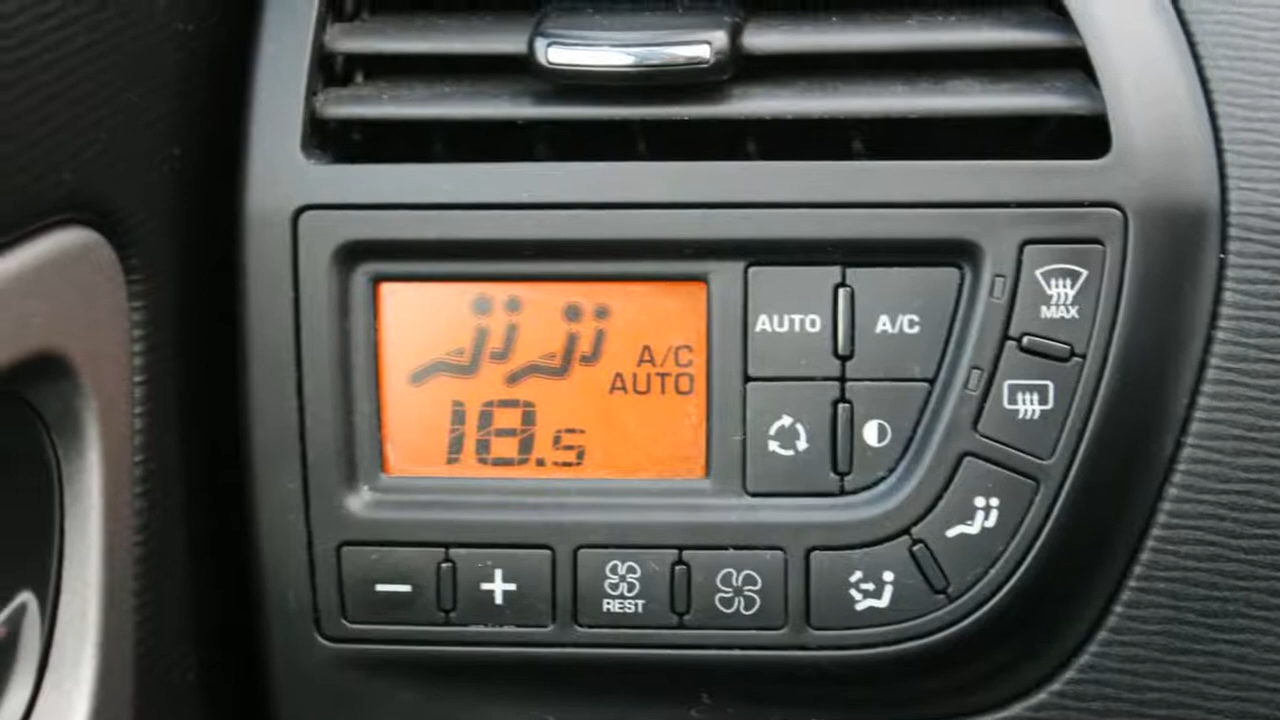 A/C
AUTO
18.5
AUTO
A/C
MAX
− +
REST